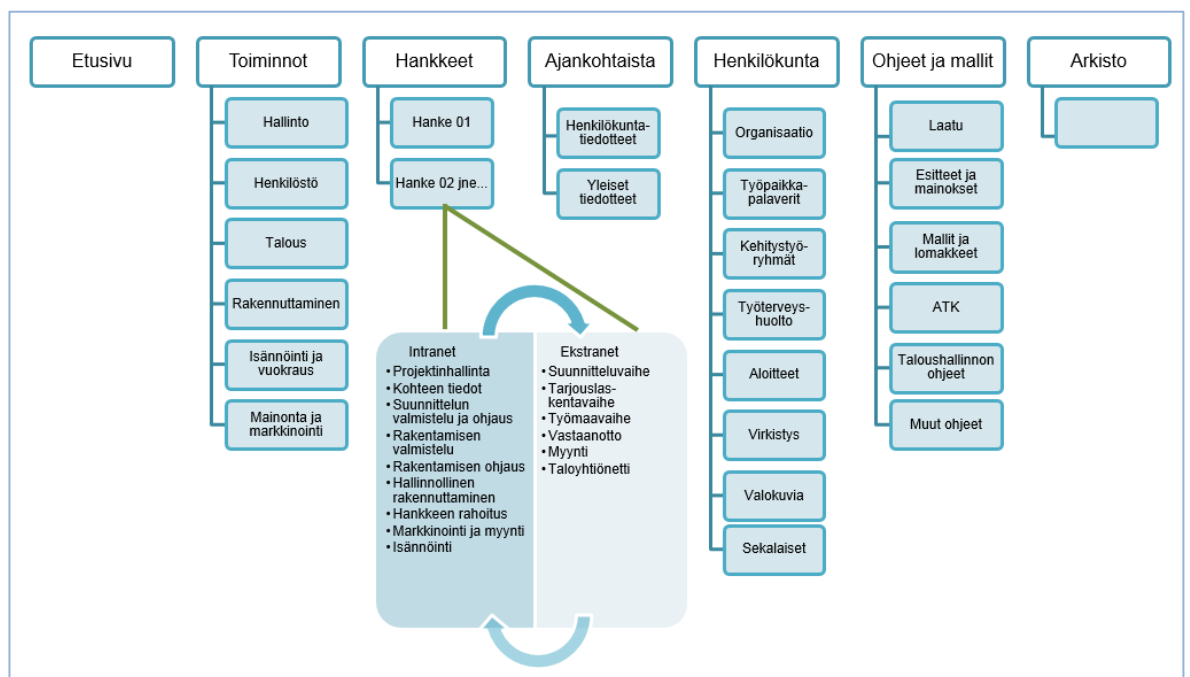 Etusivu
Toiminnot
Hallinto
Henkilöstö
Talous
Rakennuttaminen
Isännöinti ja
vuokraus
Mainonta ja
markkinointi
Hankkeet
Hanke 01
Hanke 02 jne...
Intranet
• Projektinhallinta
• Kohteen tiedot
• Suunnittelun
valmistelu ja ohjaus
• Rakentamisen
valmistelu
• Rakentamisen ohjaus
• Hallinnollinen
rakennuttaminen
• Hankkeen rahoitus
• Markkinointi ja myynti
• Isännöinti
Ekstranet
• Suunnitteluvaihe
• Tarjouslas-
kentavaihe
• Työmaavaihe
• Vastaanotto
• Myynti
• Taloyhtiönetti
Ajankohtaista
Henkilökunta-
tiedotteet
Yleiset
tiedotteet
Henkilökunta
Organisaatio
Työpaikka-
palaverit
Kehitystyö-
ryhmät
Työterveys-
huolto
Aloitteet
Virkistys
Valokuvia
Sekalaiset
Ohjeet ja mallit
Laatu
Esitteet ja
mainokset
Mallit ja
lomakkeet
ATK
Taloushallinnon
ohjeet
Muut ohjeet
Arkisto